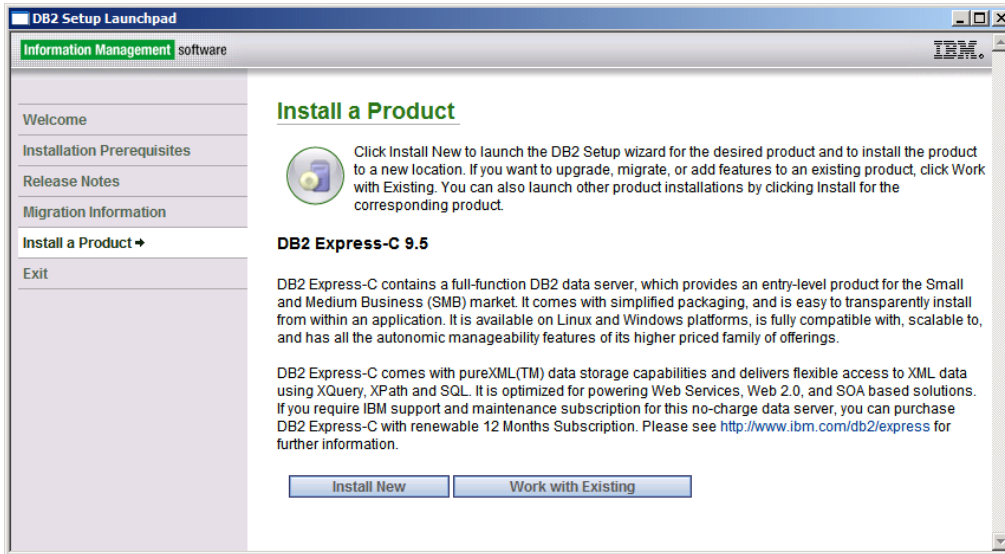 DB2 Setup Launchpad
Information Management software
IBM.
Welcome
Installation Prerequisites
Release Notes
Migration Information
Install a Product
Exit
Install a Product
Click Install New to launch the DB2 Setup wizard for the desired product and to install the product
to a new location. If you want to upgrade, migrate, or add features to an existing product, click Work
with Existing. You can also launch other product installations by clicking Install for the
corresponding product.
DB2 Express-C 9.5
DB2 Express-C contains a full-function DB2 data server, which provides an entry-level product for the Small
and Medium Business (SMB) market. It comes with simplified packaging, and is easy to transparently install
from within an application. It is available on Linux and Windows platforms, is fully compatible with, scalable to,
and has all the autonomic manageability features of its higher priced family of offerings.
DB2 Express-C comes with pureXML(TM) data storage capabilities and delivers flexible access to XML data
using XQuery, XPath and SQL. It is optimized for powering Web Services, Web 2.0, and SOA based solutions.
If you require IBM support and maintenance subscription for this no-charge data server, you can purchase
DB2 Express-C with renewable 12 Months Subscription. Please see http://www.ibm.com/db2/express for
further information.
Install New
Work with Existing